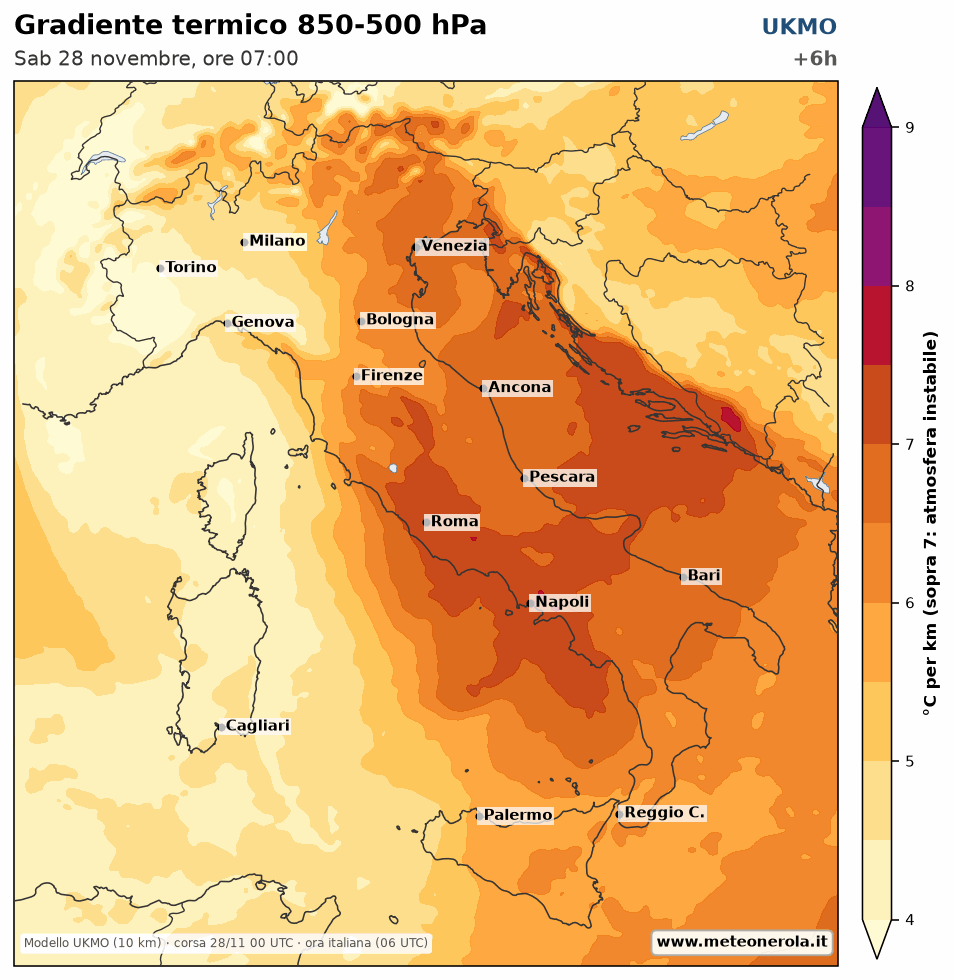 Gradiente termico 850-500 hPa
UKMO
Sab 28 novembre, ore 07:00
+6h
Milano
Torino
Venezia
Genova
Bologna
Firenze
Ancona
Pescara
Roma
Bari
Napoli
Cagliari
Palermo
Reggio C.
9
8
7
6
5
4
°C per km (sopra 7: atmosfera instabile)
Modello UKMO (10 km) · corsa 28/11 00 UTC · ora italiana (06 UTC)
www.meteonerola.it